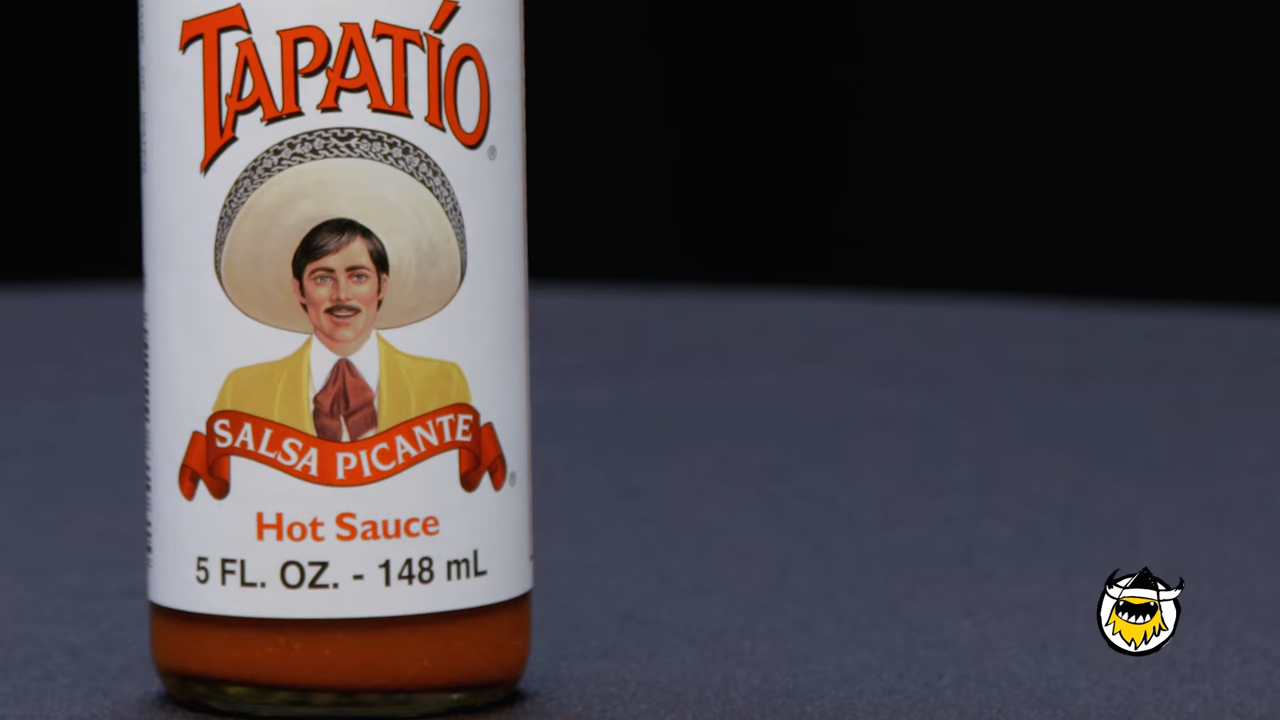 TAPATÍO
®
SALSA PICANTE
®
Hot Sauce
5 FL. OZ. - 148 mL